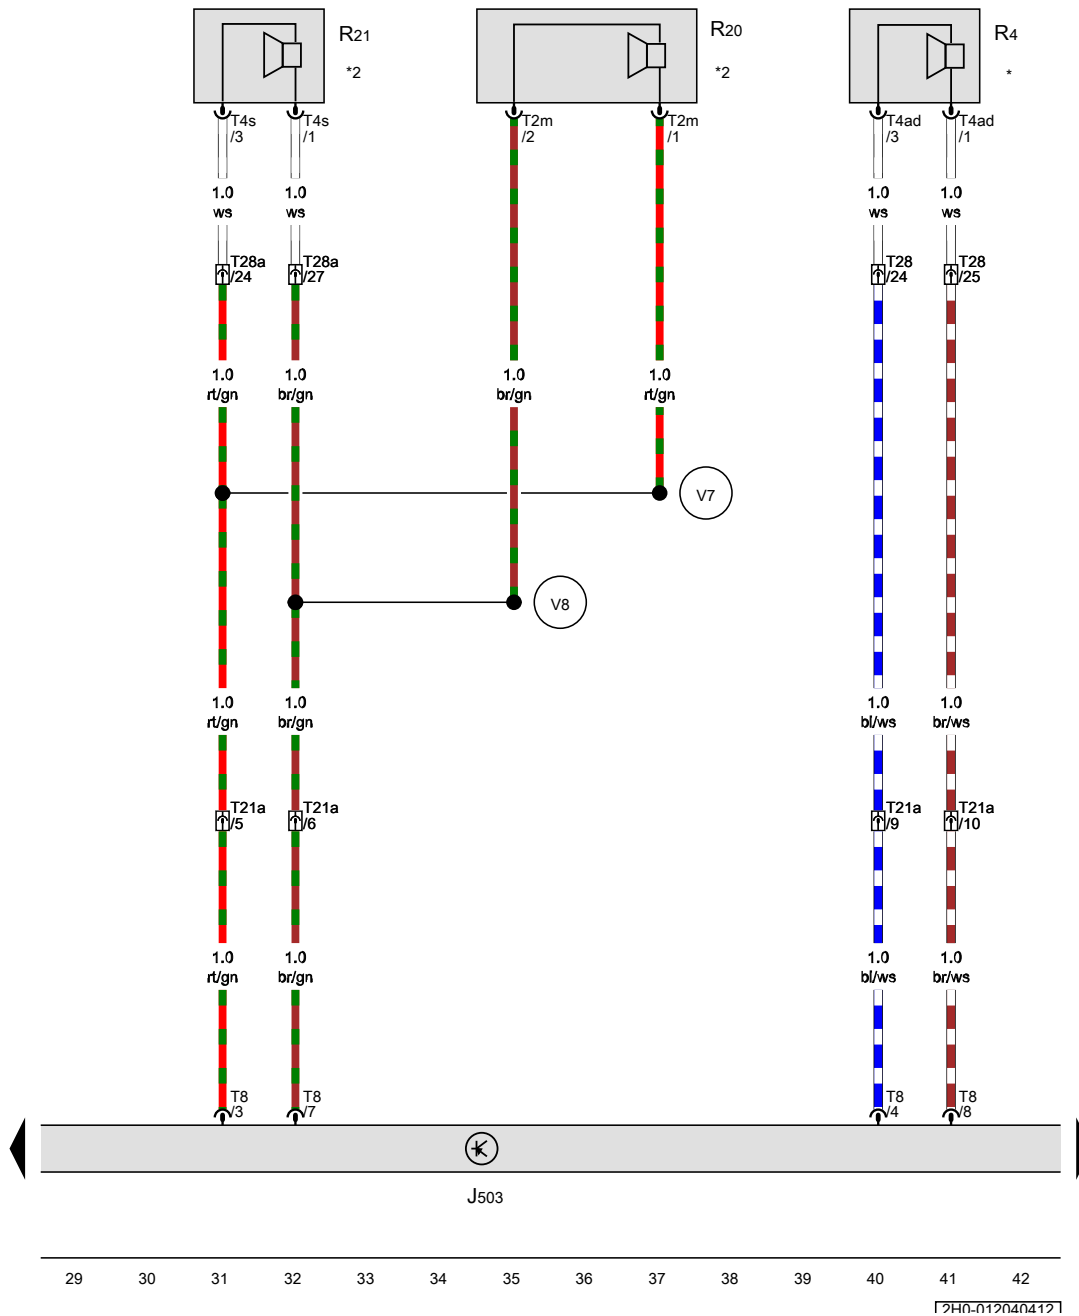 R21
*2
R20
*2
R4
*
T4s
/3
T4s
/1
T2m
/2
T2m
/1
T4ad
/3
T4ad
/1
1.0
ws
1.0
ws
1.0
ws
1.0
ws
T28a
/24
T28a
/27
T28
/24
T28
/25
1.0
rt/gn
1.0
br/gn
1.0
br/gn
1.0
rt/gn
V7
V8
1.0
rt/gn
1.0
br/gn
1.0
bl/ws
1.0
br/ws
T21a
/5
T21a
/6
T21a
/9
T21a
/10
1.0
rt/gn
1.0
br/gn
1.0
bl/ws
1.0
br/ws
T8
/3
T8
/7
T8
/4
T8
/8
J503
29 30 31 32 33 34 35 36 37 38 39 40 41 42
2H0-012040412